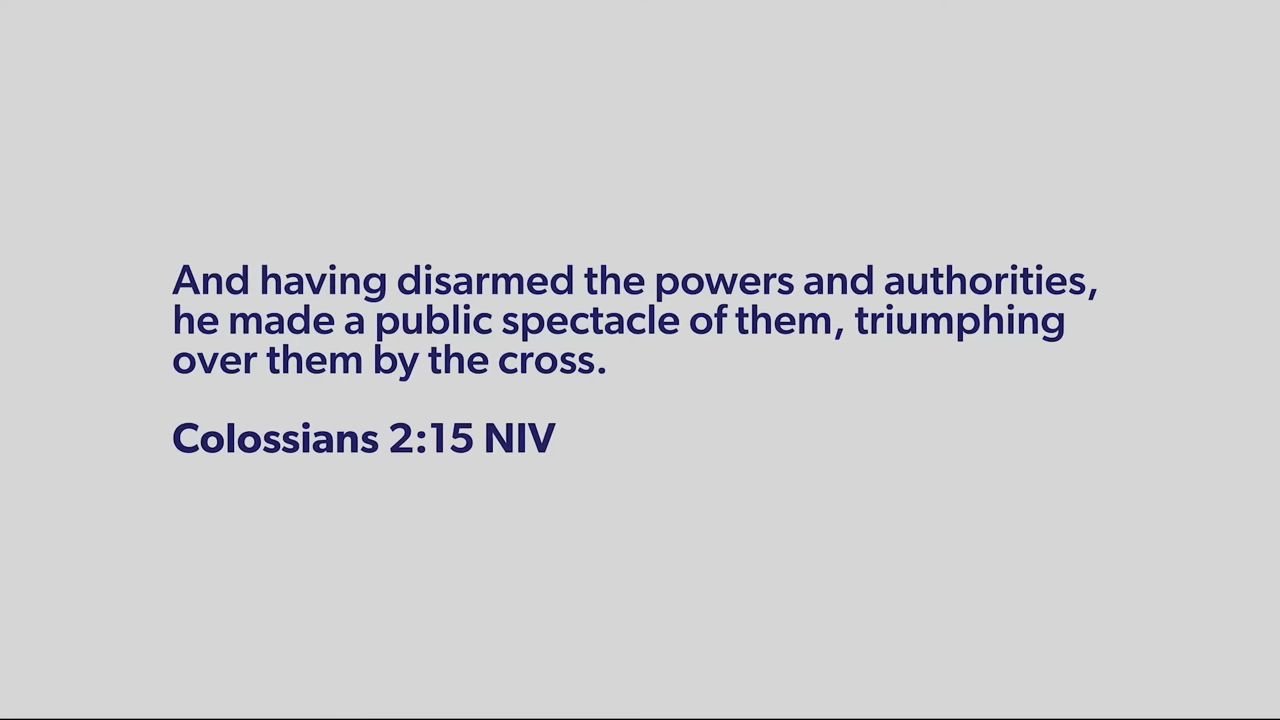 And having disarmed the powers and authorities,
he made a public spectacle of them, triumphing
over them by the cross.
Colossians 2:15 NIV